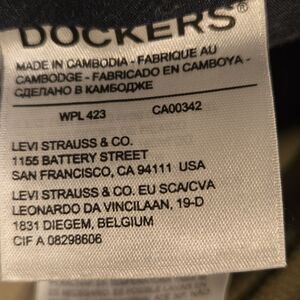 DOCKERS®
MADE IN CAMBODIA - FABRIQUE AU
CAMBODGE - FABRICADO EN CAMBOYA -
СДЕЛАНО В КАМБОДЖЕ
WPL 423 CA00342
LEVI STRAUSS & CO.
1155 BATTERY STREET
SAN FRANCISCO, CA 94111 USA
LEVI STRAUSS & CO. EU SCA/CVA
LEONARDO DA VINCILAAN, 19-D
1831 DIEGEM, BELGIUM
CIF A 08298606